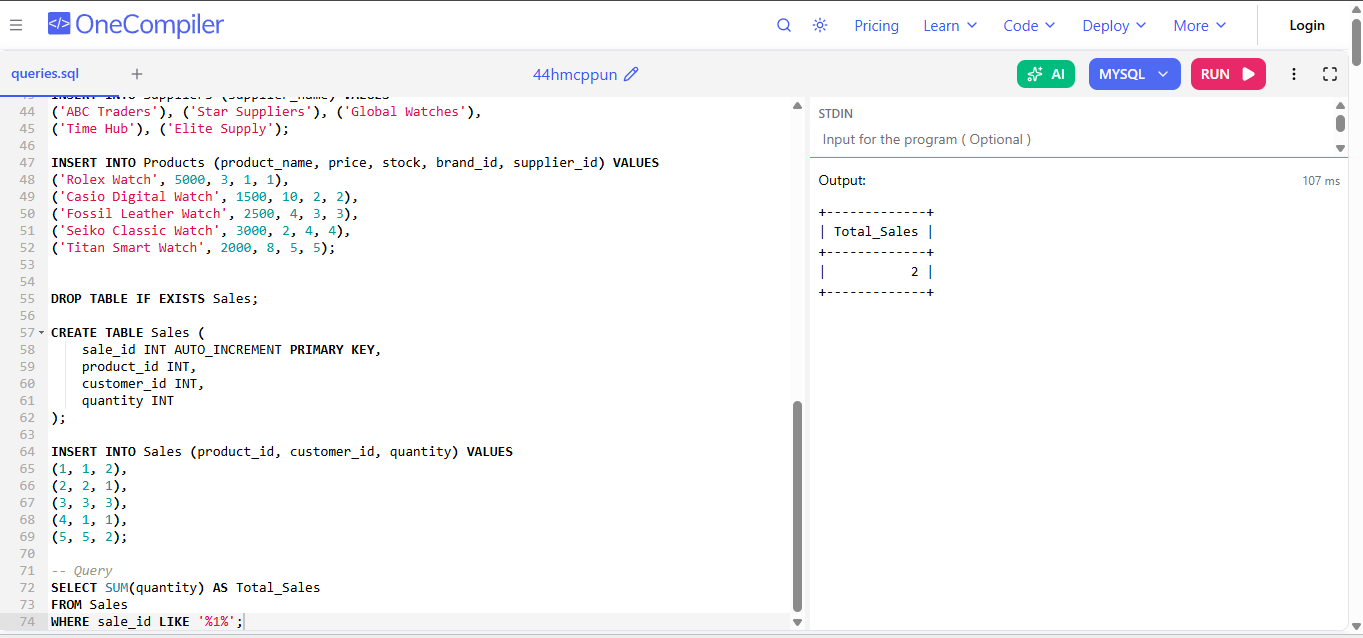 OneCompiler
Pricing Learn Code Deploy More Login
queries.sql + 44hmcppun AI MYSQL RUN
43 INSERT INTO Suppliers (supplier_name) VALUES
44 ('ABC Traders'), ('Star Suppliers'), ('Global Watches'),
45 ('Time Hub'), ('Elite Supply');
46
47 INSERT INTO Products (product_name, price, stock, brand_id, supplier_id) VALUES
48 ('Rolex Watch', 5000, 3, 1, 1),
49 ('Casio Digital Watch', 1500, 10, 2, 2),
50 ('Fossil Leather Watch', 2500, 4, 3, 3),
51 ('Seiko Classic Watch', 3000, 2, 4, 4),
52 ('Titan Smart Watch', 2000, 8, 5, 5);
53
54
55 DROP TABLE IF EXISTS Sales;
56
57 CREATE TABLE Sales (
58 sale_id INT AUTO_INCREMENT PRIMARY KEY,
59 product_id INT,
60 customer_id INT,
61 quantity INT
62 );
63
64 INSERT INTO Sales (product_id, customer_id, quantity) VALUES
65 (1, 1, 2),
66 (2, 2, 1),
67 (3, 3, 3),
68 (4, 1, 1),
69 (5, 5, 2);
70
71 -- Query
72 SELECT SUM(quantity) AS Total_Sales
73 FROM Sales
74 WHERE sale_id LIKE '%1%';
STDIN
Input for the program ( Optional )
Output: 107 ms
+-------------+
| Total_Sales |
+-------------+
|           2 |
+-------------+